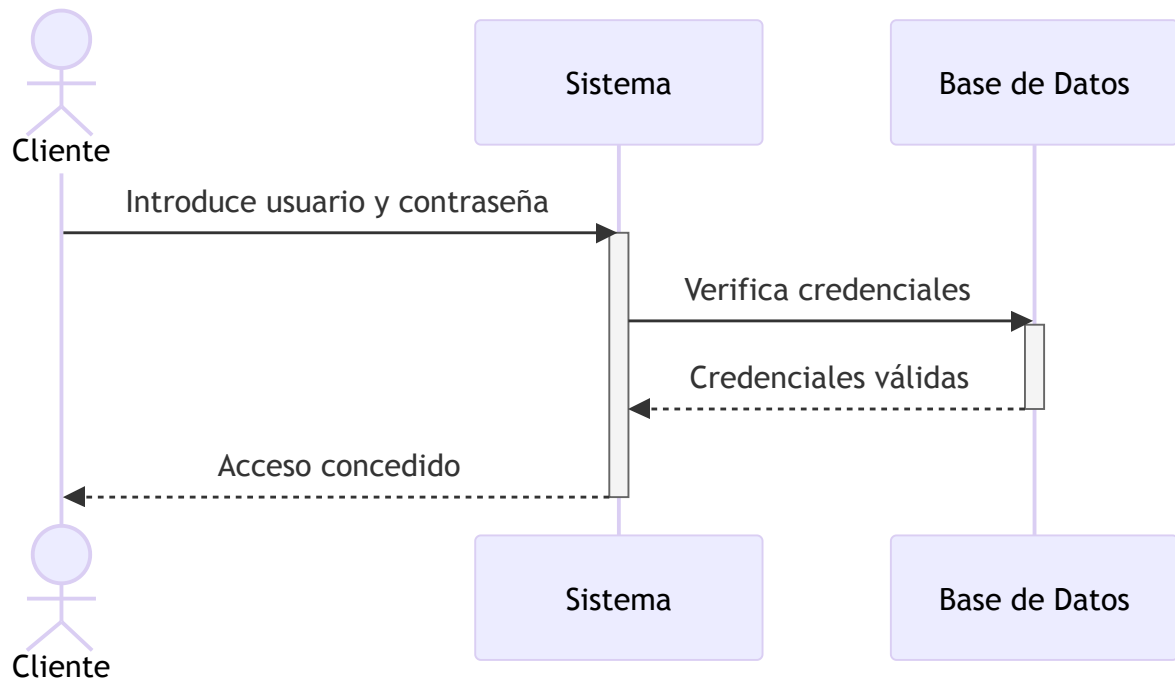 Cliente
Sistema
Base de Datos
Introduce usuario y contraseña
Verifica credenciales
Credenciales válidas
Acceso concedido
Cliente
Sistema
Base de Datos